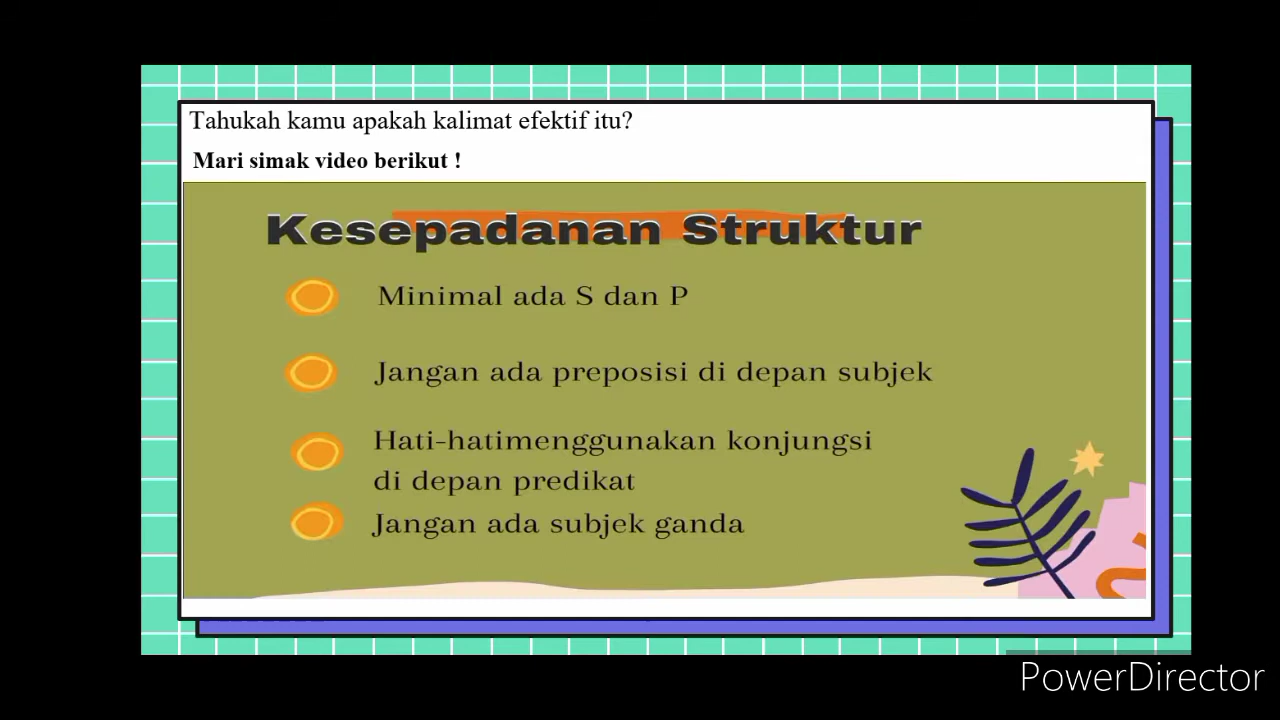 Tahukah kamu apakah kalimat efektif itu?
Mari simak video berikut !
Kesepadanan Struktur
Minimal ada S dan P
Jangan ada preposisi di depan subjek
Hati-hatimenggunakan konjungsi
di depan predikat
Jangan ada subjek ganda
PowerDirector